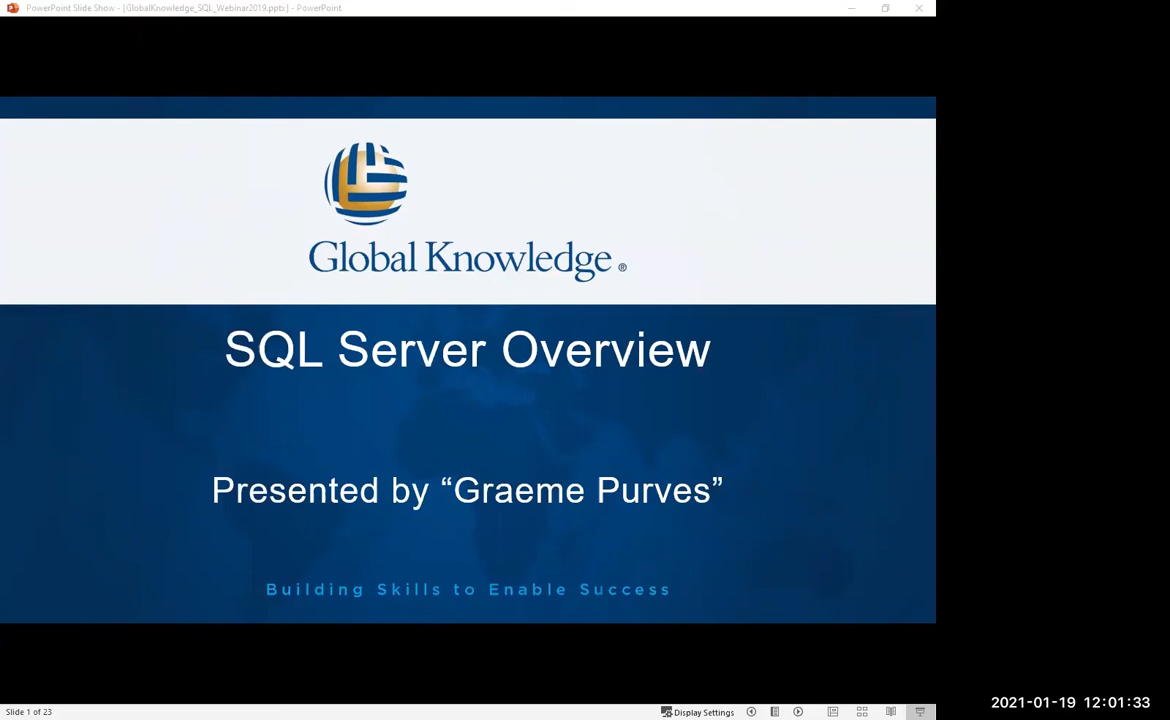 PowerPoint Slide Show - [GlobalKnowledge_SQL_Webinar2019.pptx] - PowerPoint
Global Knowledge ®
SQL Server Overview
Presented by “Graeme Purves”
Building Skills to Enable Success
2021-01-19 12:01:33
Slide 1 of 23
Display Settings